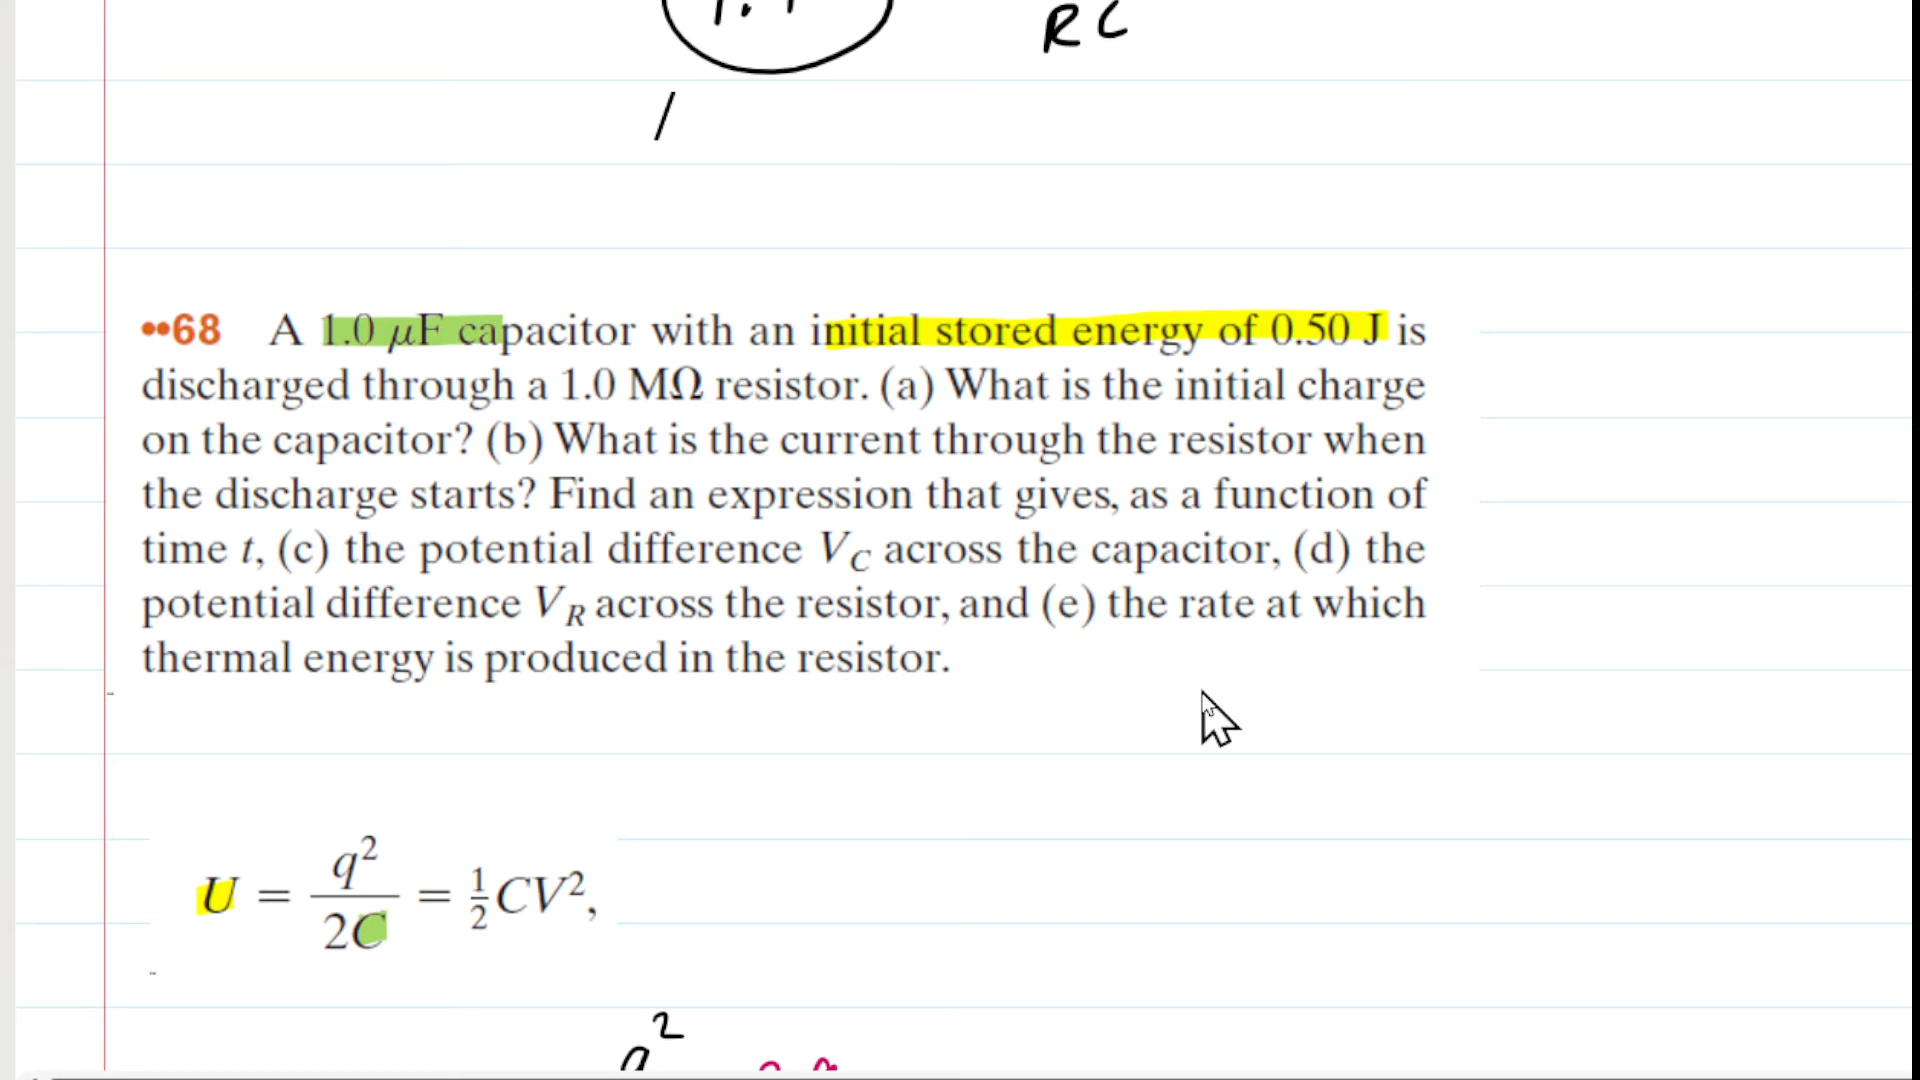 RC
••68 A 1.0 μF capacitor with an initial stored energy of 0.50 J is
discharged through a 1.0 MΩ resistor. (a) What is the initial charge
on the capacitor? (b) What is the current through the resistor when
the discharge starts? Find an expression that gives, as a function of
time t, (c) the potential difference V_C across the capacitor, (d) the
potential difference V_R across the resistor, and (e) the rate at which
thermal energy is produced in the resistor.
U = q²/2C = ½CV²,